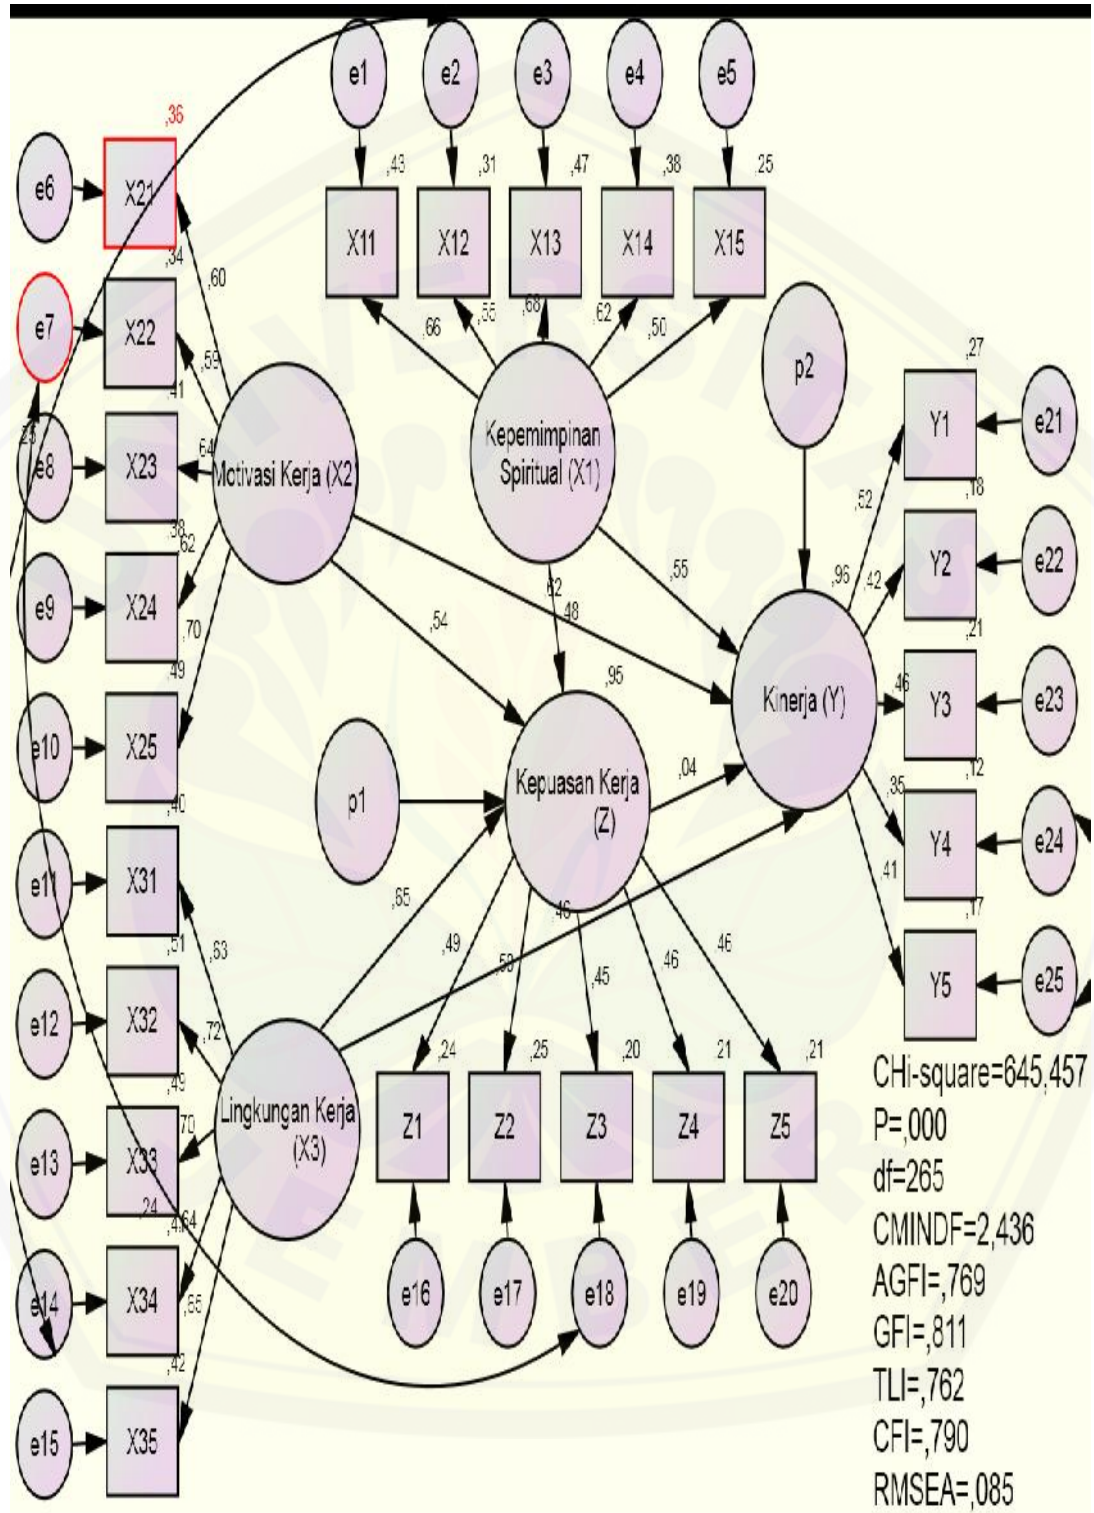 e1 e2 e3 e4 e5
,43 ,31 ,47 ,38 ,25
X11 X12 X13 X14 X15
,66 ,55 ,68 ,62 ,50
Kepemimpinan
Spiritual (X1)
,36
e6 X21
,34 ,60
e7 X22
,41 ,59
e8 X23
,64
Motivasi Kerja (X2
,38 ,62
e9 X24
,70
,49
e10 X25
,40
e11 X31
,51 ,63
e12 X32
,72
,49
e13 X33
,70
,24
Lingkungan Kerja
(X3)
,64
e14 X34
,65
,42
e15 X35
p2
,55
,62
,48
,54
,95
,96
p1
Kepuasan Kerja
(Z)
,04
,65
,46
Kinerja (Y)
,27
,52
Y1 e21
,18
,42
Y2 e22
,21
,46
Y3 e23
,12
,35
Y4 e24
,17
,41
Y5 e25
,49 ,45 ,46 ,46
,24 ,25 ,20 ,21 ,21
Z1 Z2 Z3 Z4 Z5
e16 e17 e18 e19 e20
CHi-square=645,457
P=,000
df=265
CMINDF=2,436
AGFI=,769
GFI=,811
TLI=,762
CFI=,790
RMSEA=,085
UNIVERSITAS
JEMBER